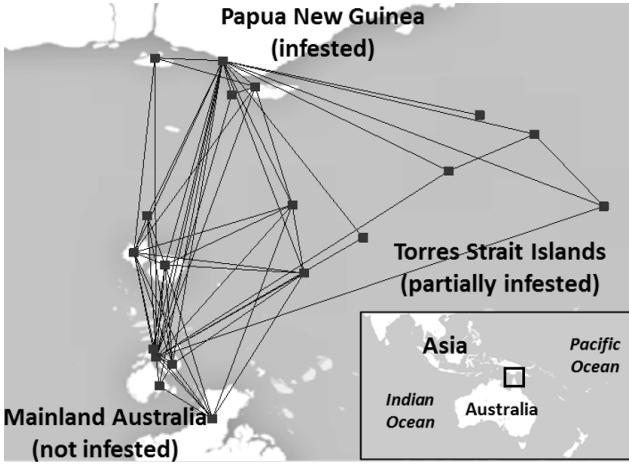 Papua New Guinea
(infested)
Torres Strait Islands
(partially infested)
Mainland Australia
(not infested)
Asia
Pacific
Ocean
Indian
Ocean
Australia